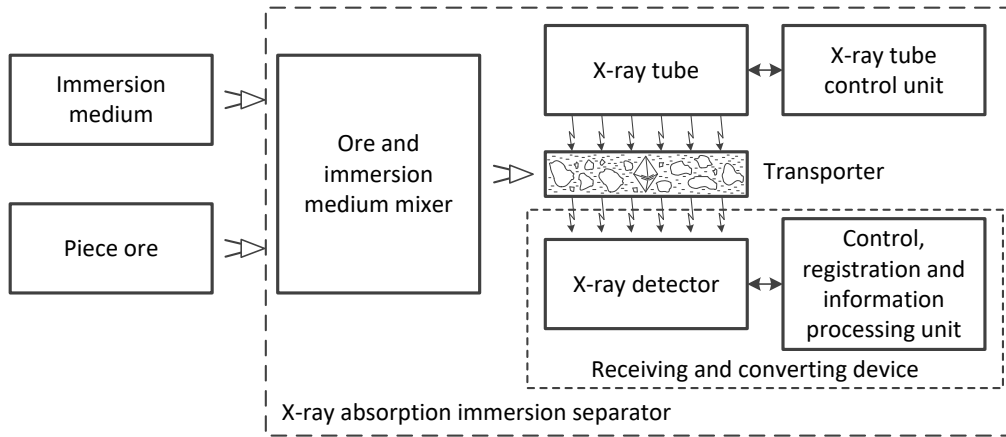 Immersion
medium
Piece ore
Ore and
immersion
medium mixer
X-ray tube
X-ray tube
control unit
Transporter
X-ray detector
Control,
registration and
information
processing unit
Receiving and converting device
X-ray absorption immersion separator